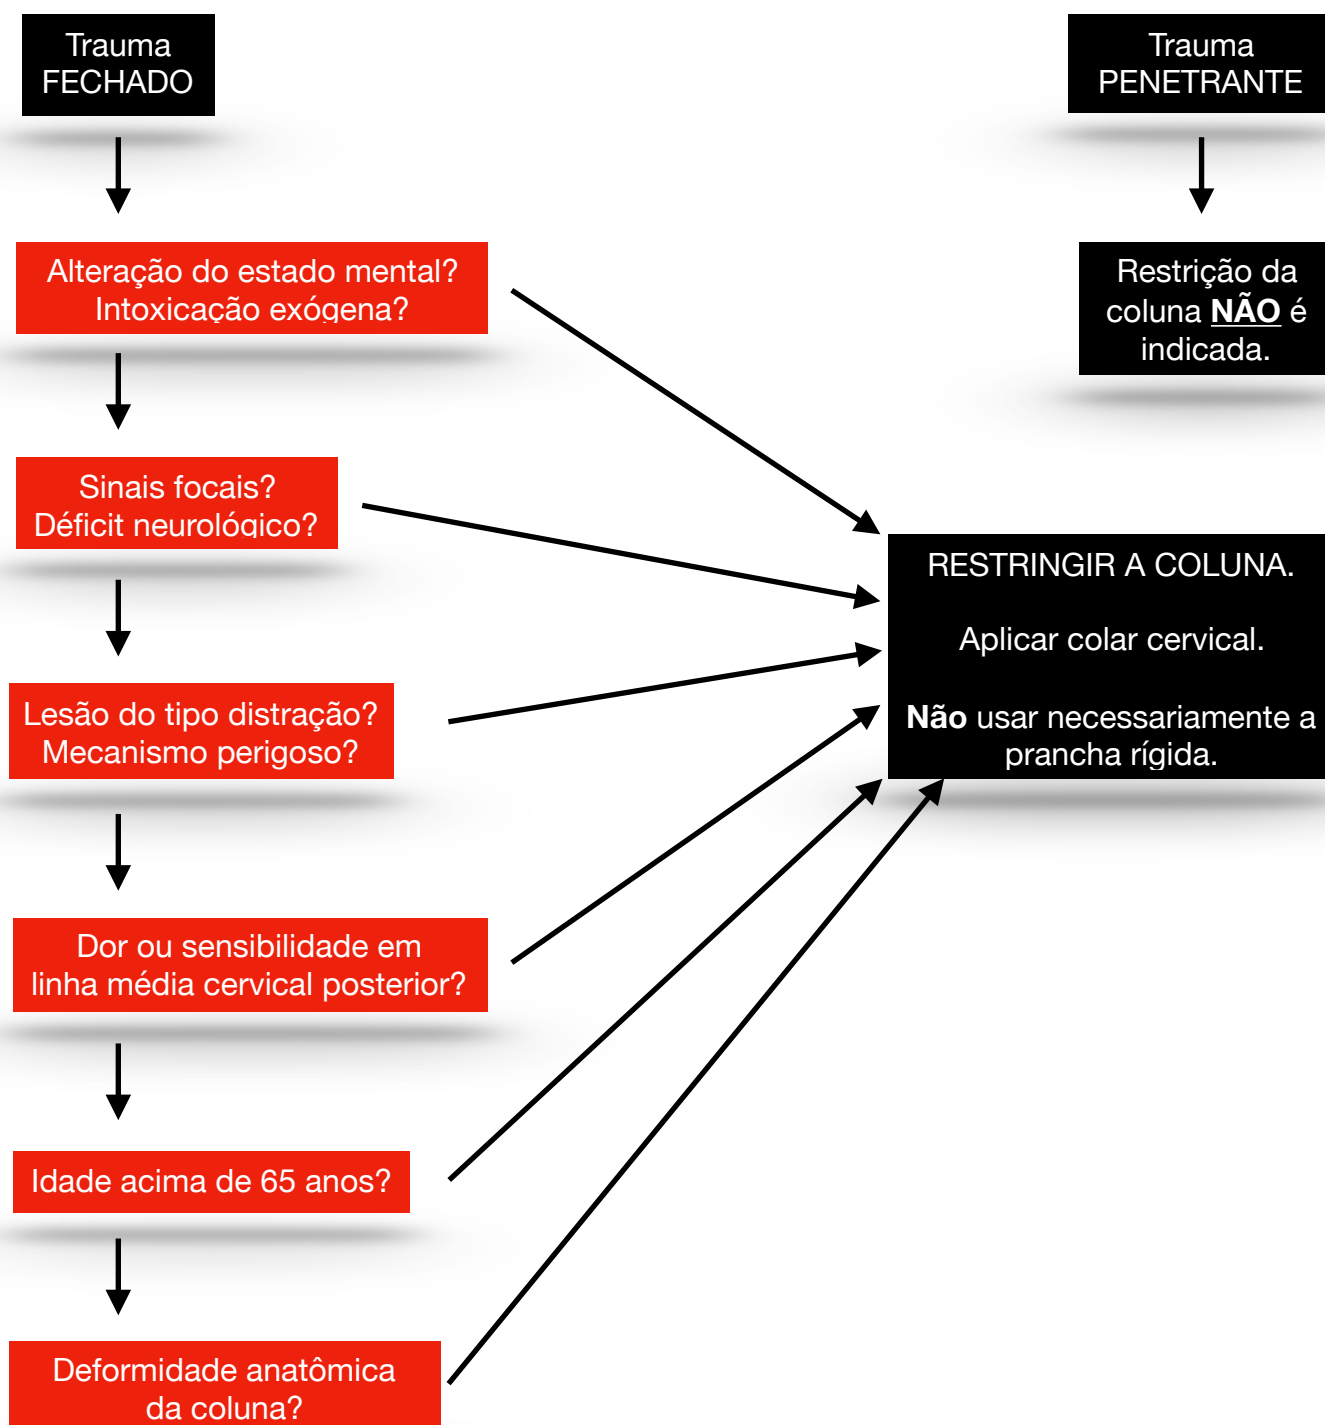 Trauma
FECHADO
Trauma
PENETRANTE
Alteração do estado mental?
Intoxicação exógena?
Restrição da
coluna NÃO é
indicada.
Sinais focais?
Déficit neurológico?
RESTRINGIR A COLUNA.
Aplicar colar cervical.
Não usar necessariamente a
prancha rígida.
Lesão do tipo distração?
Mecanismo perigoso?
Dor ou sensibilidade em
linha média cervical posterior?
Idade acima de 65 anos?
Deformidade anatômica
da coluna?